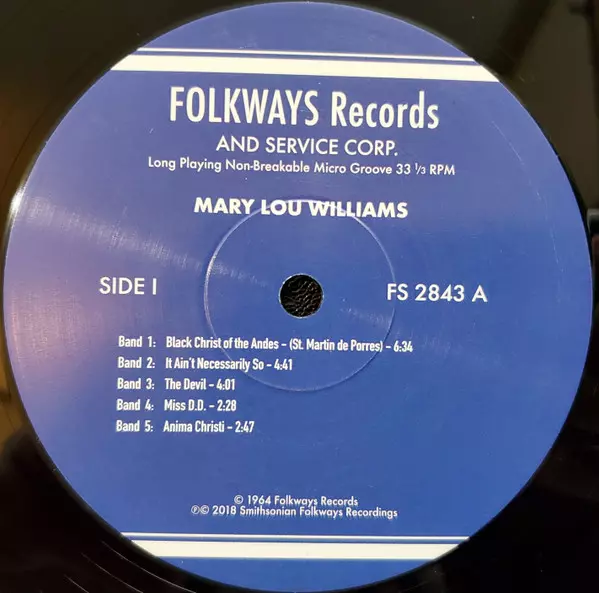 FOLKWAYS Records
AND SERVICE CORP.
Long Playing Non-Breakable Micro Groove 33 1/3 RPM
MARY LOU WILLIAMS
SIDE I
FS 2843 A
Band 1: Black Christ of the Andes – (St. Martin de Porres) – 6:34
Band 2: It Ain't Necessarily So – 4:41
Band 3: The Devil – 4:01
Band 4: Miss D.D. – 2:28
Band 5: Anima Christi – 2:47
© 1964 Folkways Records
℗© 2018 Smithsonian Folkways Recordings